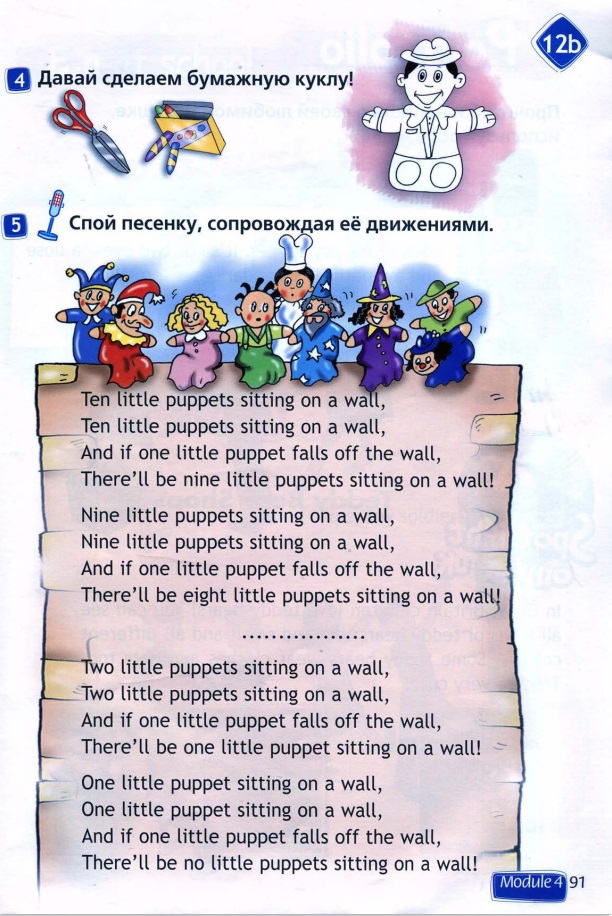 12b
4 Давай сделаем бумажную куклу!
5 Спой песенку, сопровождая её движениями.
Ten little puppets sitting on a wall,
Ten little puppets sitting on a wall,
And if one little puppet falls off the wall,
There’ll be nine little puppets sitting on a wall!
Nine little puppets sitting on a wall,
Nine little puppets sitting on a wall,
And if one little puppet falls off the wall,
There’ll be eight little puppets sitting on a wall!
......................
Two little puppets sitting on a wall,
Two little puppets sitting on a wall,
And if one little puppet falls off the wall,
There’ll be one little puppet sitting on a wall!
One little puppet sitting on a wall,
One little puppet sitting on a wall,
And if one little puppet falls off the wall,
There’ll be no little puppets sitting on a wall!
Module 4 91